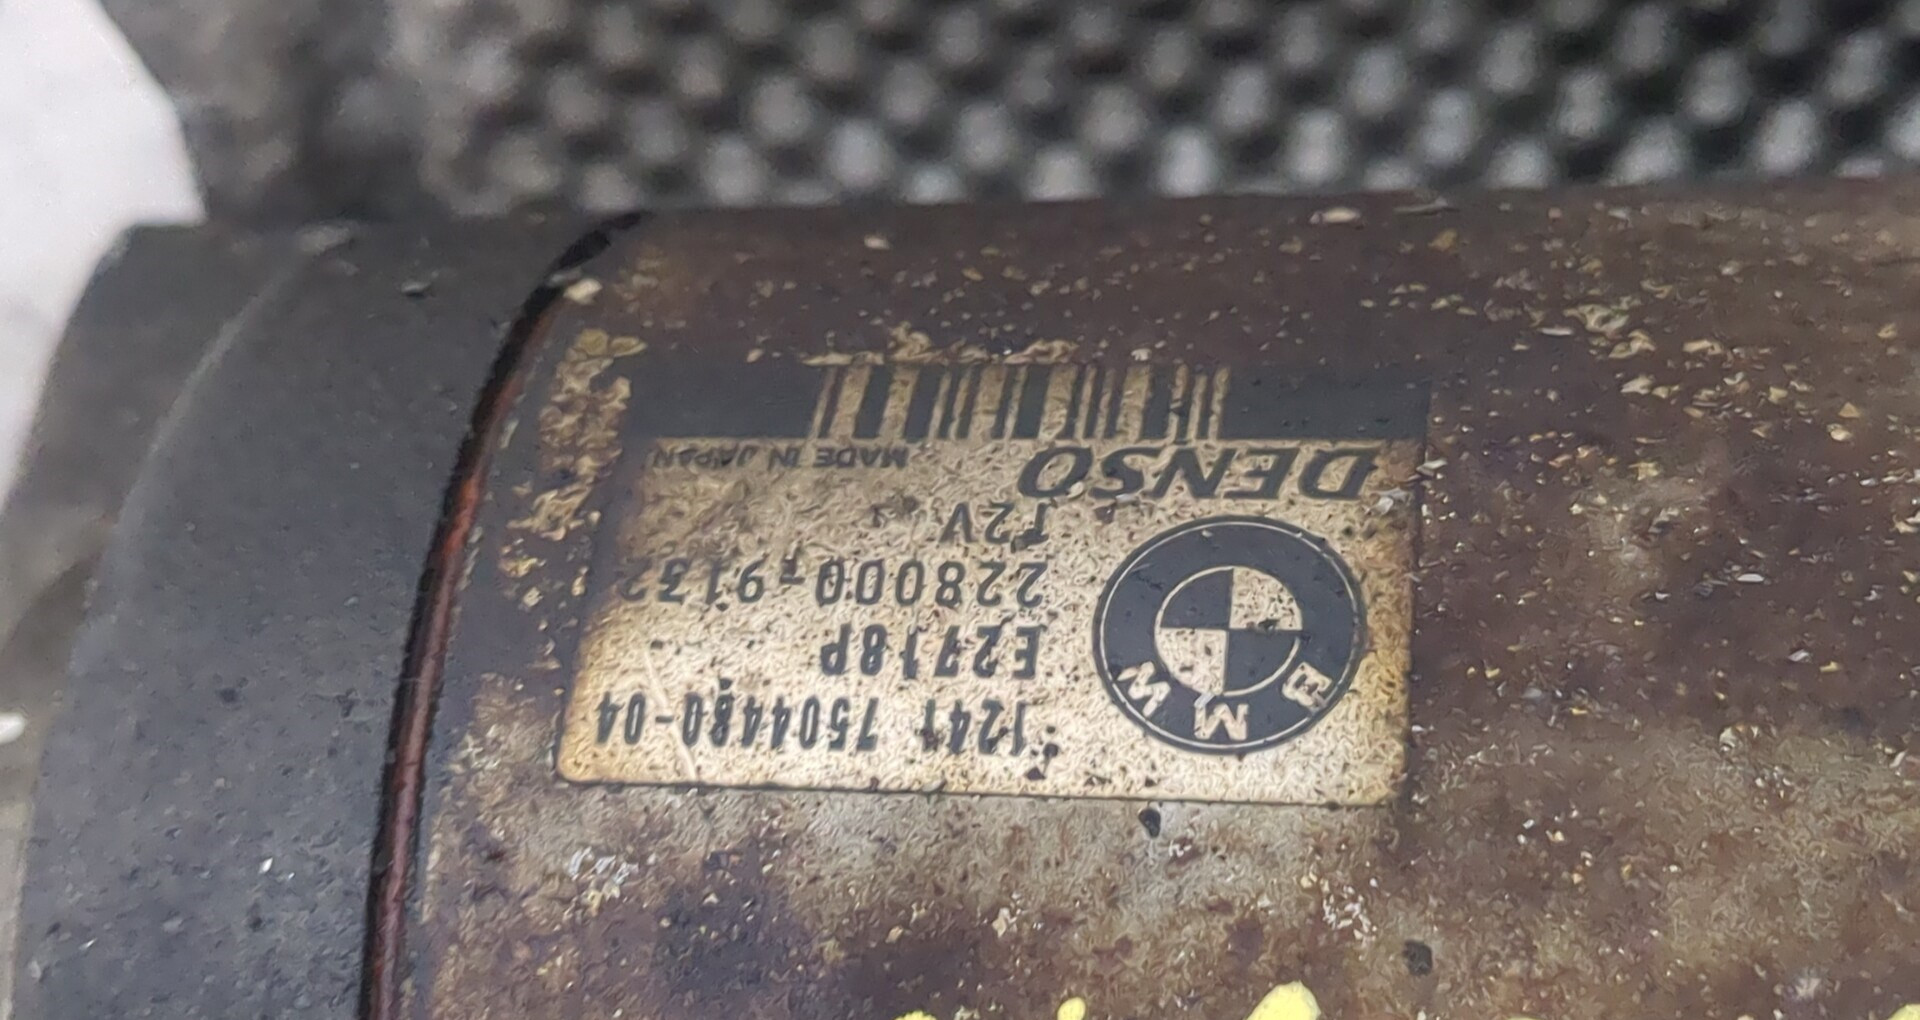 BMW
1241 7504480-04
E2718P
228000-9132
12V
DENSO MADE IN JAPAN